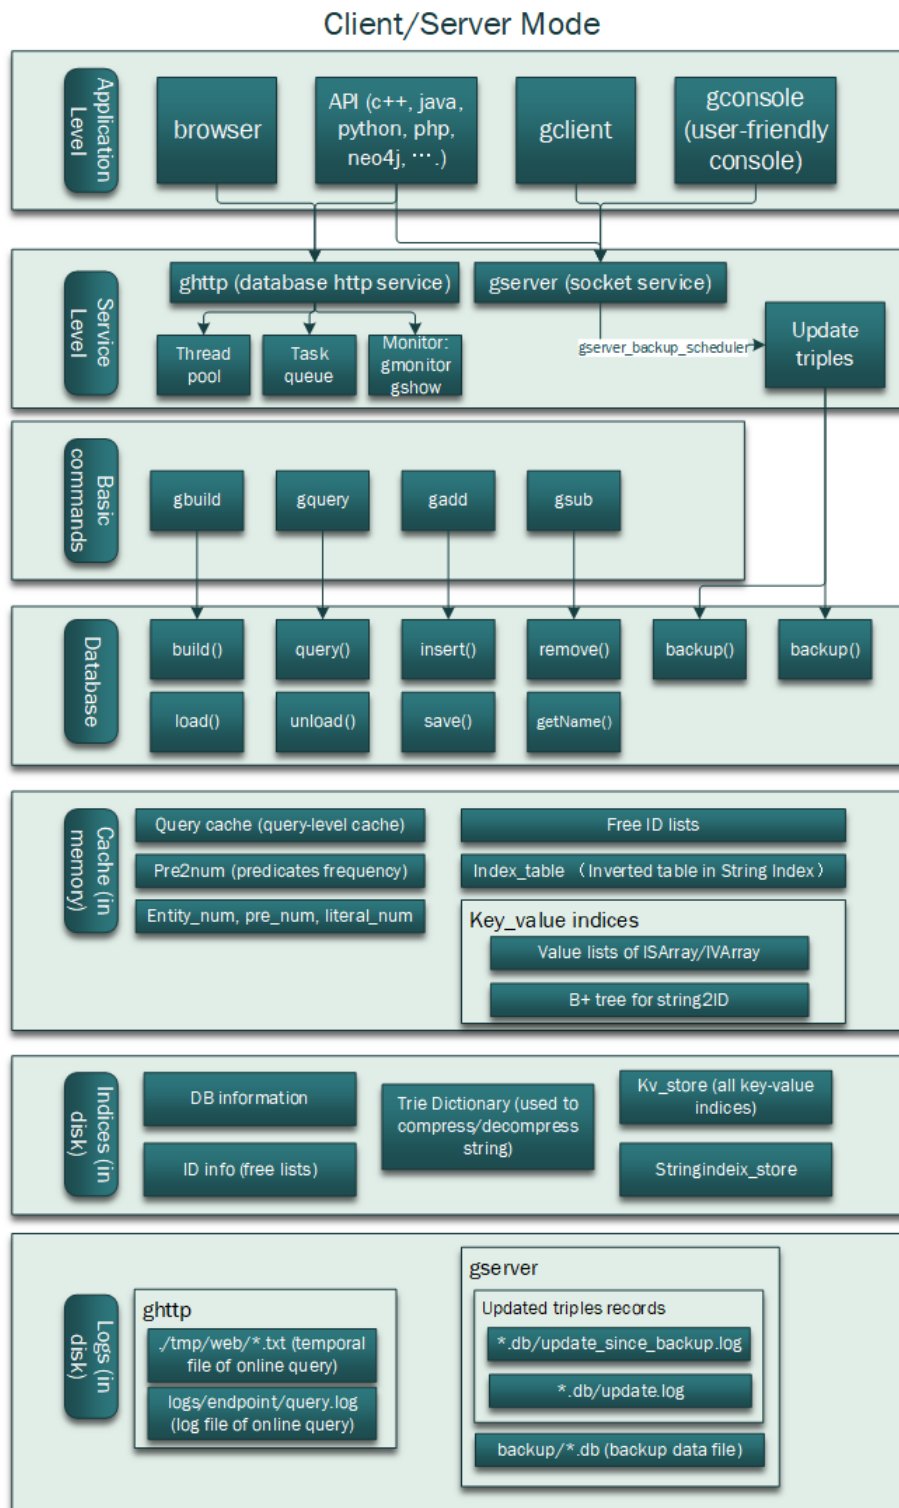 Client/Server Mode
Application
Level
browser
API (c++, java,
python, php,
neo4j, ….)
gclient
gconsole
(user-friendly
console)
Service
Level
ghttp (database http service)
gserver (socket service)
Thread
pool
Task
queue
Monitor:
gmonitor
gshow
gserver_backup_scheduler
Update
triples
Basic
commands
gbuild
gquery
gadd
gsub
Database
build()
query()
insert()
remove()
backup()
backup()
load()
unload()
save()
getName()
Cache (in
memory)
Query cache (query-level cache)
Free ID lists
Pre2num (predicates frequency)
Index_table （Inverted table in String Index）
Entity_num, pre_num, literal_num
Key_value indices
Value lists of ISArray/IVArray
B+ tree for string2ID
Indices (in
disk)
DB information
Trie Dictionary (used to
compress/decompress
string)
Kv_store (all key-value
indices)
ID info (free lists)
Stringindeix_store
Logs (in
disk)
ghttp
./tmp/web/*.txt (temporal
file of online query)
logs/endpoint/query.log
(log file of online query)
gserver
Updated triples records
*.db/update_since_backup.log
*.db/update.log
backup/*.db (backup data file)